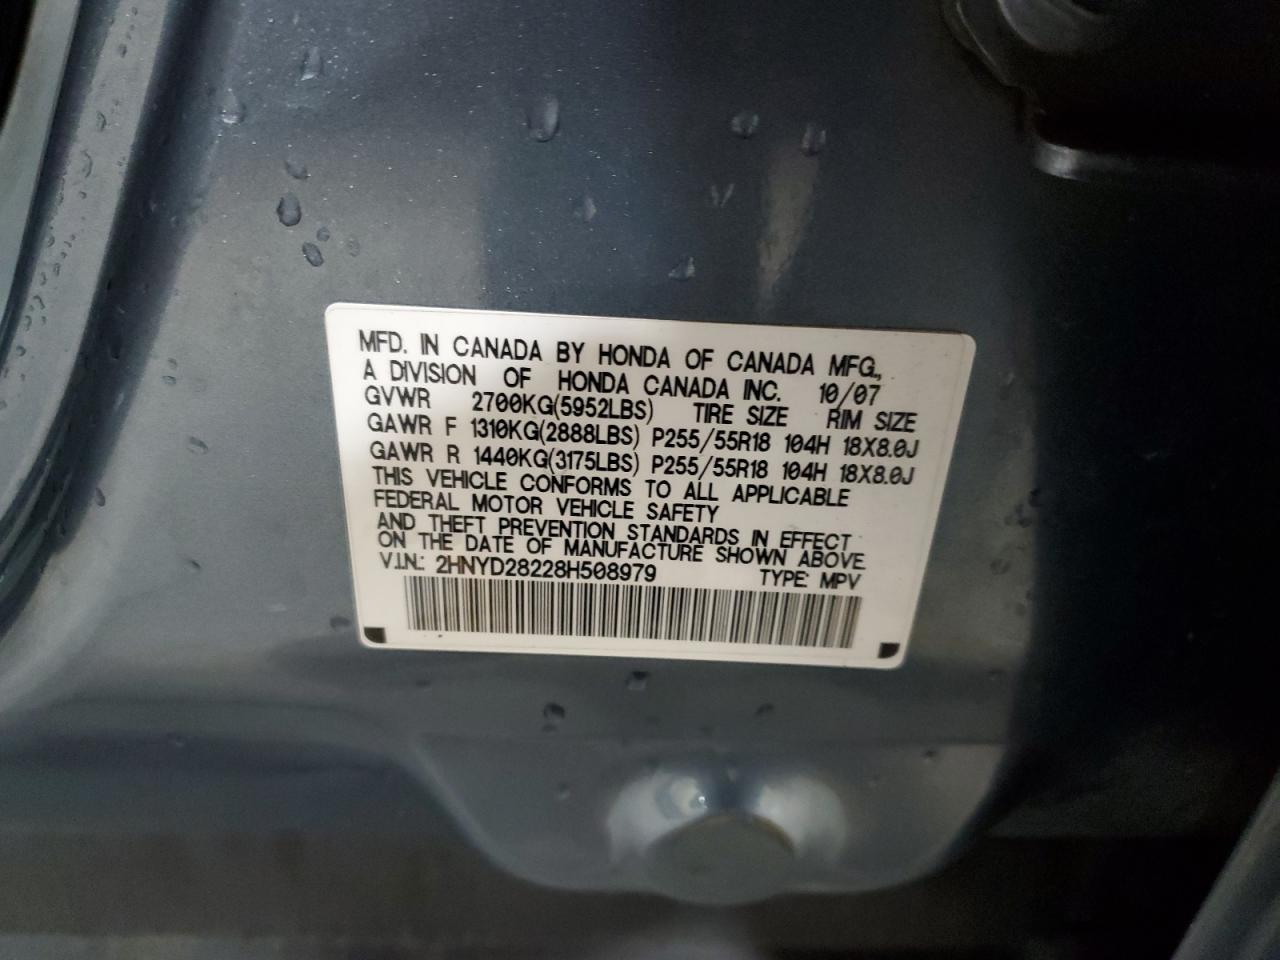 MFD. IN CANADA BY HONDA OF CANADA MFG.,
A DIVISION OF HONDA CANADA INC. 10/07
GVWR 2700KG(5952LBS) TIRE SIZE RIM SIZE
GAWR F 1310KG(2888LBS) P255/55R18 104H 18X8.0J
GAWR R 1440KG(3175LBS) P255/55R18 104H 18X8.0J
THIS VEHICLE CONFORMS TO ALL APPLICABLE
FEDERAL MOTOR VEHICLE SAFETY
AND THEFT PREVENTION STANDARDS IN EFFECT
ON THE DATE OF MANUFACTURE SHOWN ABOVE
V.I.N.: 2HNYD28228H508979 TYPE: MPV